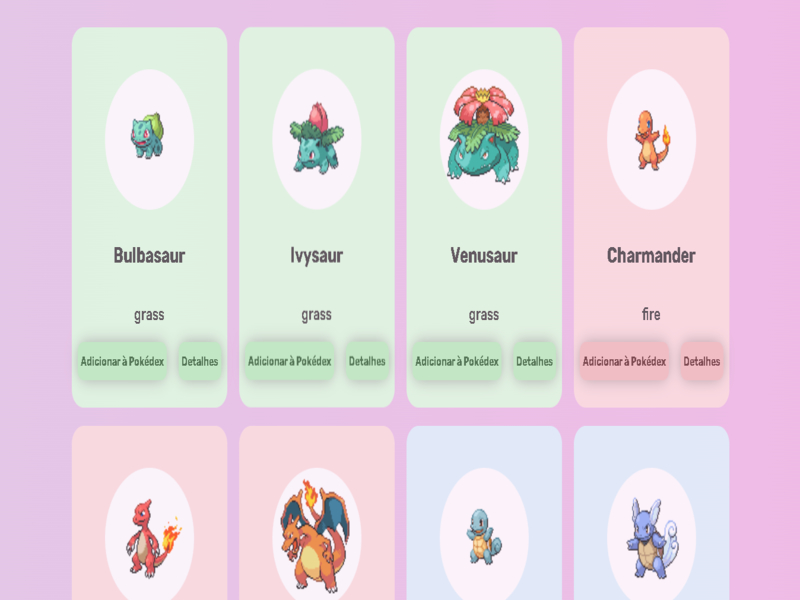 Bulbasaur
grass
Adicionar à Pokédex
Detalhes
Ivysaur
grass
Adicionar à Pokédex
Detalhes
Venusaur
grass
Adicionar à Pokédex
Detalhes
Charmander
fire
Adicionar à Pokédex
Detalhes